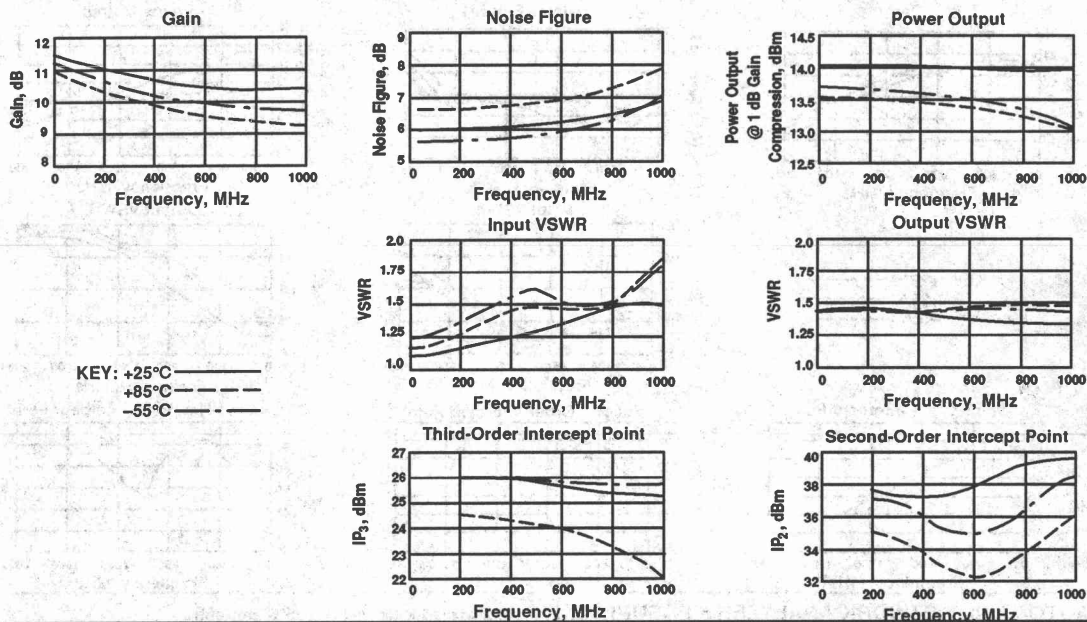 Gain
Gain, dB
12
11
10
9
8
0 200 400 600 800 1000
Frequency, MHz
Noise Figure
Noise Figure, dB
9
8
7
6
5
0 200 400 600 800 1000
Frequency, MHz
Power Output
Power Output
@ 1 dB Gain
Compression, dBm
14.5
14.0
13.5
13.0
12.5
0 200 400 600 800 1000
Frequency, MHz
Input VSWR
VSWR
2.0
1.75
1.5
1.25
1.0
0 200 400 600 800 1000
Frequency, MHz
Output VSWR
VSWR
2.0
1.75
1.5
1.25
1.0
0 200 400 600 800 1000
Frequency, MHz
KEY: +25°C
+85°C
–55°C
Third-Order Intercept Point
IP3, dBm
27
26
25
24
23
22
0 200 400 600 800 1000
Frequency, MHz
Second-Order Intercept Point
IP2, dBm
40
38
36
34
32
0 200 400 600 800 1000
Frequency, MHz